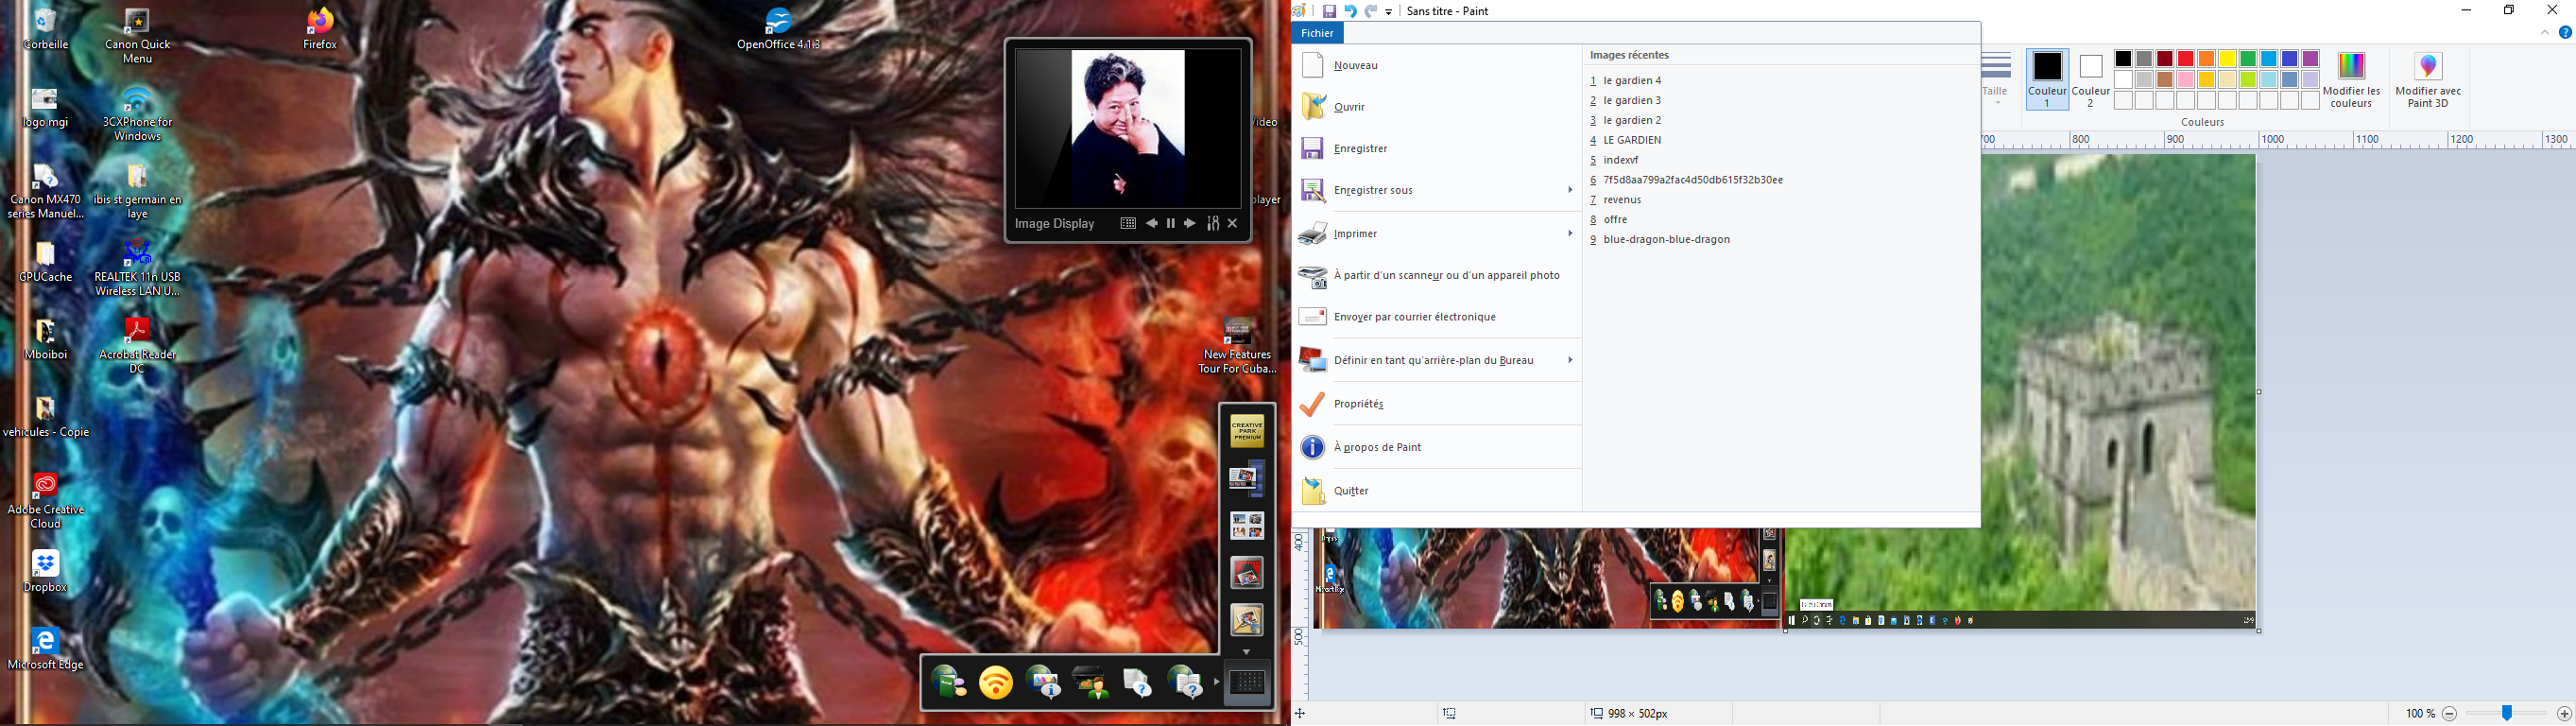 Corbeille
Canon Quick
Menu
Firefox
OpenOffice 4.1.3
logo mgi
3CXPhone for
Windows
Canon MX470
series Manuel...
ibis st germain en
laye
GPUCache
REALTEK 11n USB
Wireless LAN U...
Mboiboi
Acrobat Reader
DC
vehicules - Copie
Adobe Creative
Cloud
Dropbox
Microsoft Edge
Image Display
New Features
Tour For Cuba...
CREATIVE
PARK
PREMIUM
Sans titre - Paint
Fichier
Nouveau
Ouvrir
Enregistrer
Enregistrer sous
Imprimer
À partir d'un scanneur ou d'un appareil photo
Envoyer par courrier électronique
Définir en tant qu'arrière-plan du Bureau
Propriétés
À propos de Paint
Quitter
Images récentes
1 le gardien 4
2 le gardien 3
3 le gardien 2
4 LE GARDIEN
5 indexvf
6 7f5d8aa799a2fac4d50db615f32b30ee
7 revenus
8 offre
9 blue-dragon-blue-dragon
Taille
Couleur
1
Couleur
2
Modifier les
couleurs
Modifier avec
Paint 3D
Couleurs
800 900 1000 1100 1200 1300
400
500
998 × 502px
100 %